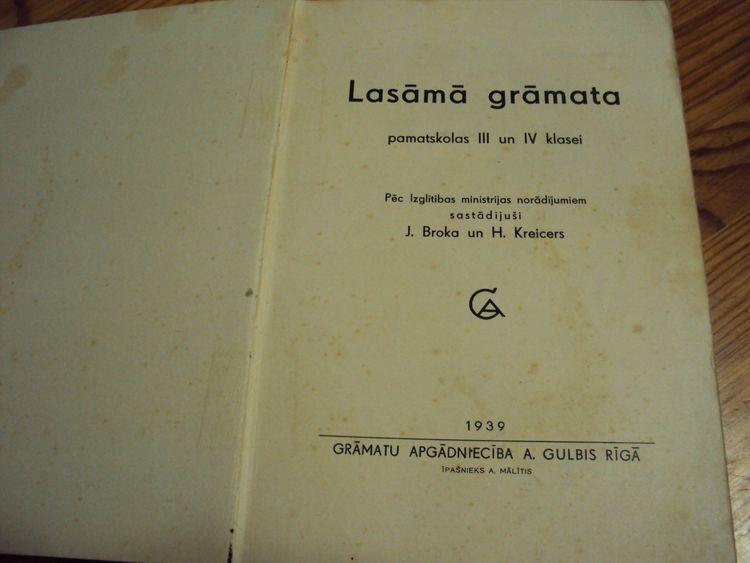 Lasāmā grāmata
pamatskolas III un IV klasei
Pēc Izglītības ministrijas norādījumiem
sastādījuši
J. Broka un H. Kreicers
GA
1939
GRĀMATU APGĀDNIECĪBA A. GULBIS RĪGĀ
ĪPAŠNIEKS A. MĀLĪTIS